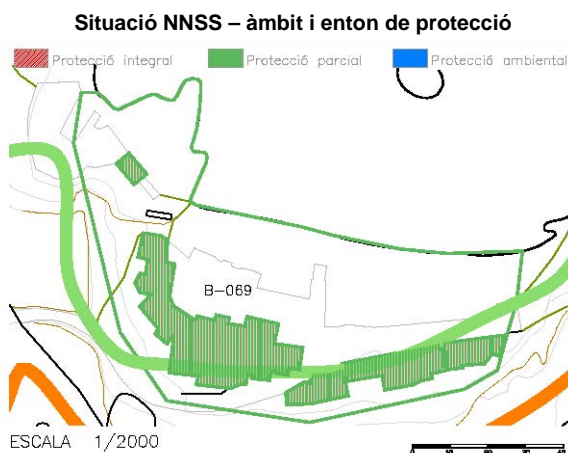 Situació NNSS – àmbit i enton de protecció
Protecció integral Protecció parcial Protecció ambiental
B-069
ESCALA 1/2000